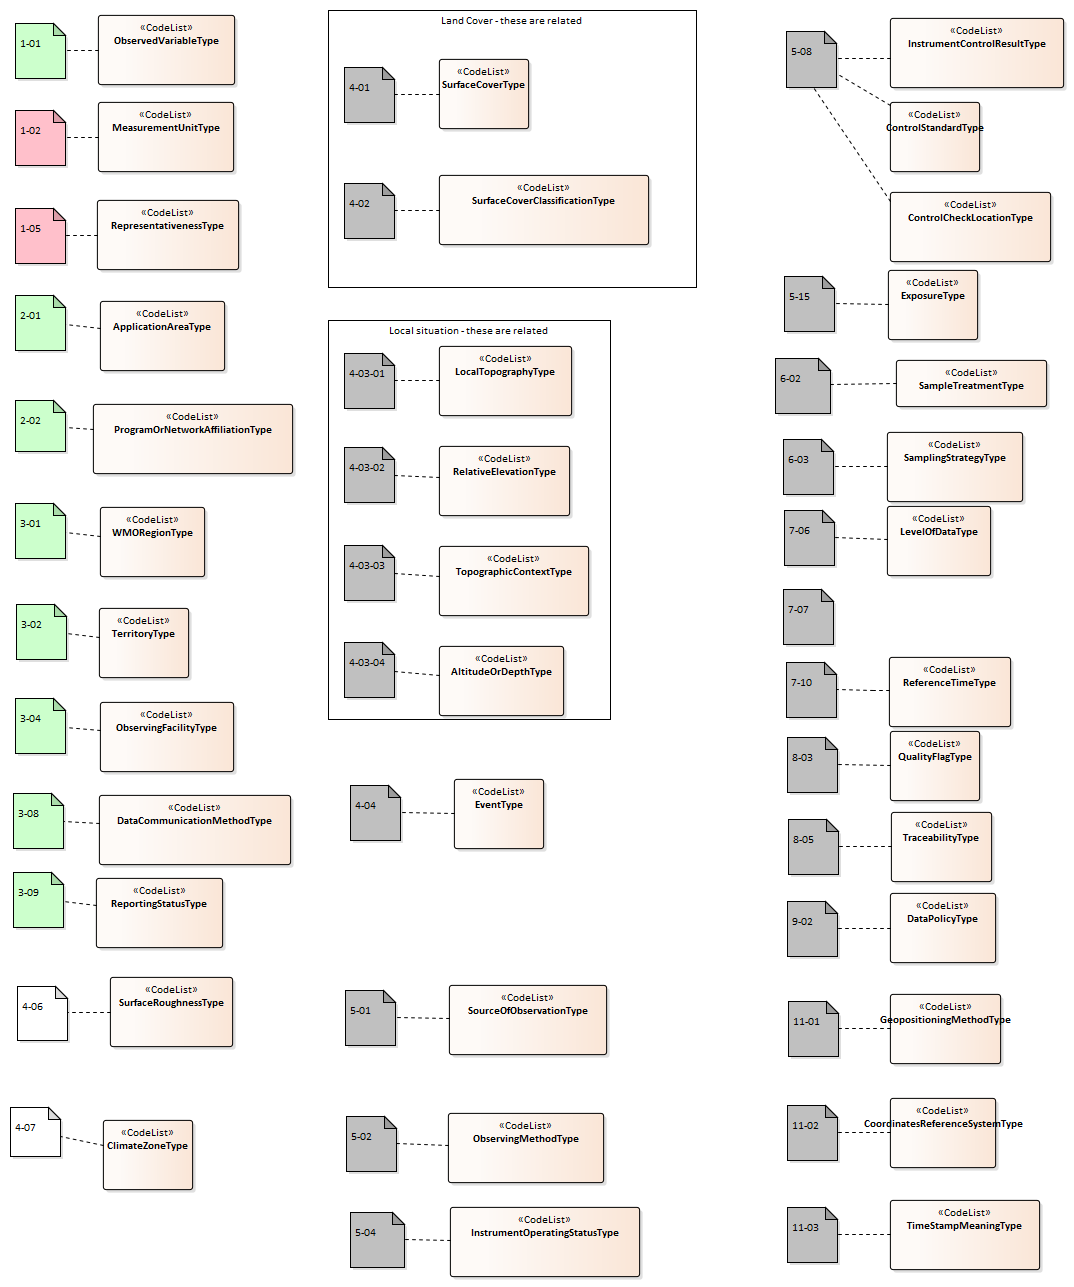 1-01
«CodeList»
ObservedVariableType
1-02
«CodeList»
MeasurementUnitType
1-05
«CodeList»
RepresentativenessType
2-01
«CodeList»
ApplicationAreaType
2-02
«CodeList»
ProgramOrNetworkAffiliationType
3-01
«CodeList»
WMORegionType
3-02
«CodeList»
TerritoryType
3-04
«CodeList»
ObservingFacilityType
3-08
«CodeList»
DataCommunicationMethodType
3-09
«CodeList»
ReportingStatusType
4-06
«CodeList»
SurfaceRoughnessType
4-07
«CodeList»
ClimateZoneType
Land Cover - these are related
4-01
«CodeList»
SurfaceCoverType
4-02
«CodeList»
SurfaceCoverClassificationType
Local situation - these are related
4-03-01
«CodeList»
LocalTopographyType
4-03-02
«CodeList»
RelativeElevationType
4-03-03
«CodeList»
TopographicContextType
4-03-04
«CodeList»
AltitudeOrDepthType
4-04
«CodeList»
EventType
5-01
«CodeList»
SourceOfObservationType
5-02
«CodeList»
ObservingMethodType
5-04
«CodeList»
InstrumentOperatingStatusType
5-08
«CodeList»
InstrumentControlResultType
«CodeList»
ControlStandardType
«CodeList»
ControlCheckLocationType
5-15
«CodeList»
ExposureType
6-02
«CodeList»
SampleTreatmentType
6-03
«CodeList»
SamplingStrategyType
7-06
«CodeList»
LevelOfDataType
7-07
7-10
«CodeList»
ReferenceTimeType
8-03
«CodeList»
QualityFlagType
8-05
«CodeList»
TraceabilityType
9-02
«CodeList»
DataPolicyType
11-01
«CodeList»
GeopositioningMethodType
11-02
«CodeList»
CoordinatesReferenceSystemType
11-03
«CodeList»
TimeStampMeaningType